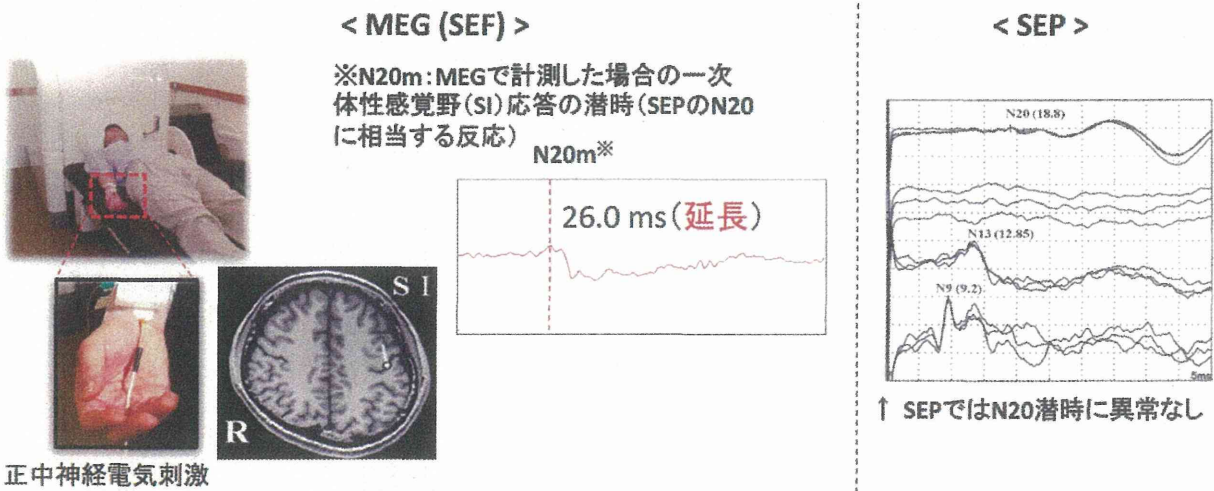 < MEG (SEF) >
※N20m:MEGで計測した場合の一次
体性感覚野(SI)応答の潜時(SEPのN20
に相当する反応)
N20m※
26.0 ms(延長)
S I
R
正中神経電気刺激
< SEP >
N20 (18.8)
N13 (12.85)
N9 (9.2)
5ms
↑ SEPではN20潜時に異常なし